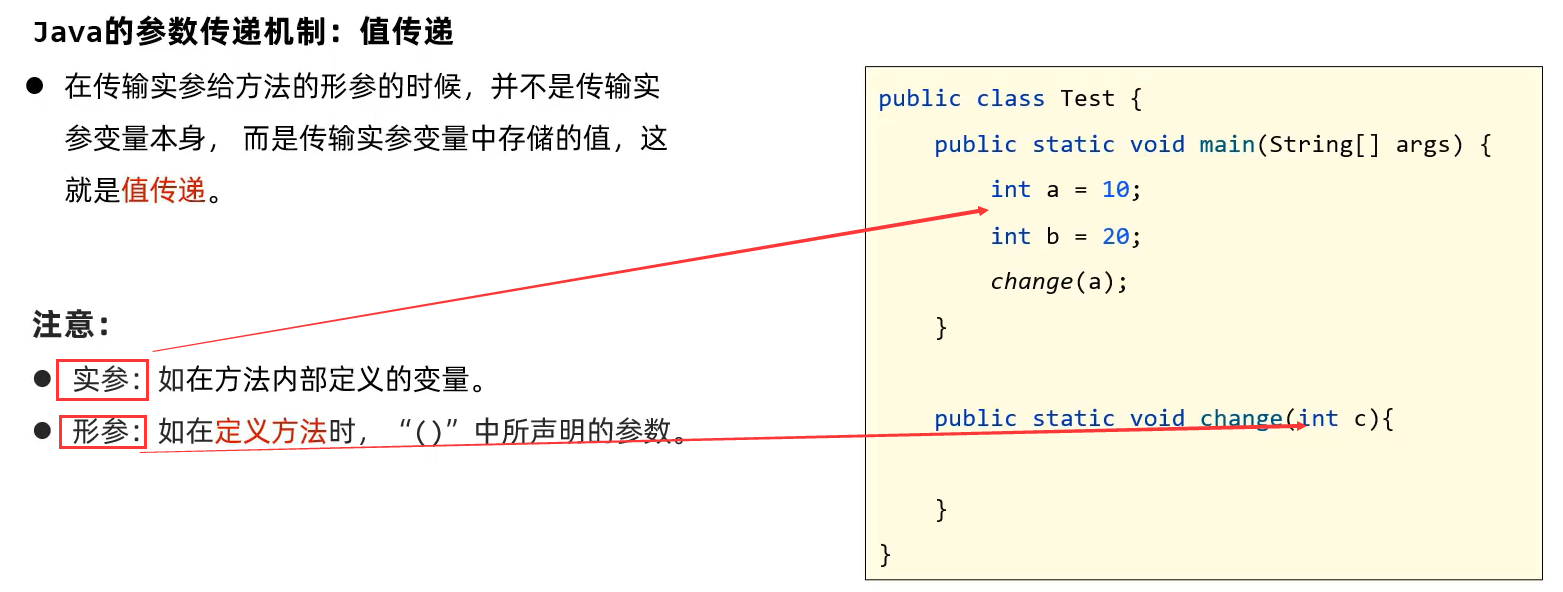 Java的参数传递机制：值传递
● 在传输实参给方法的形参的时候，并不是传输实
参变量本身， 而是传输实参变量中存储的值，这
就是值传递。
注意：
● 实参：如在方法内部定义的变量。
● 形参：如在定义方法时， “()”中所声明的参数。
public class Test {
    public static void main(String[] args) {
        int a = 10;
        int b = 20;
        change(a);
    }
    public static void change(int c){
    }
}